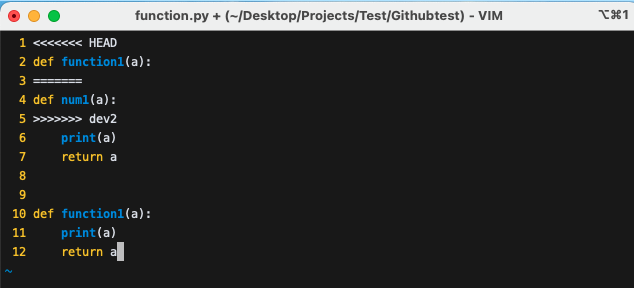 function.py + (~/Desktop/Projects/Test/Githubtest) - VIM ⌥⌘1
1 <<<<<<< HEAD
2 def function1(a):
3 =======
4 def num1(a):
5 >>>>>>> dev2
6     print(a)
7     return a
8
9
10 def function1(a):
11     print(a)
12     return a
~